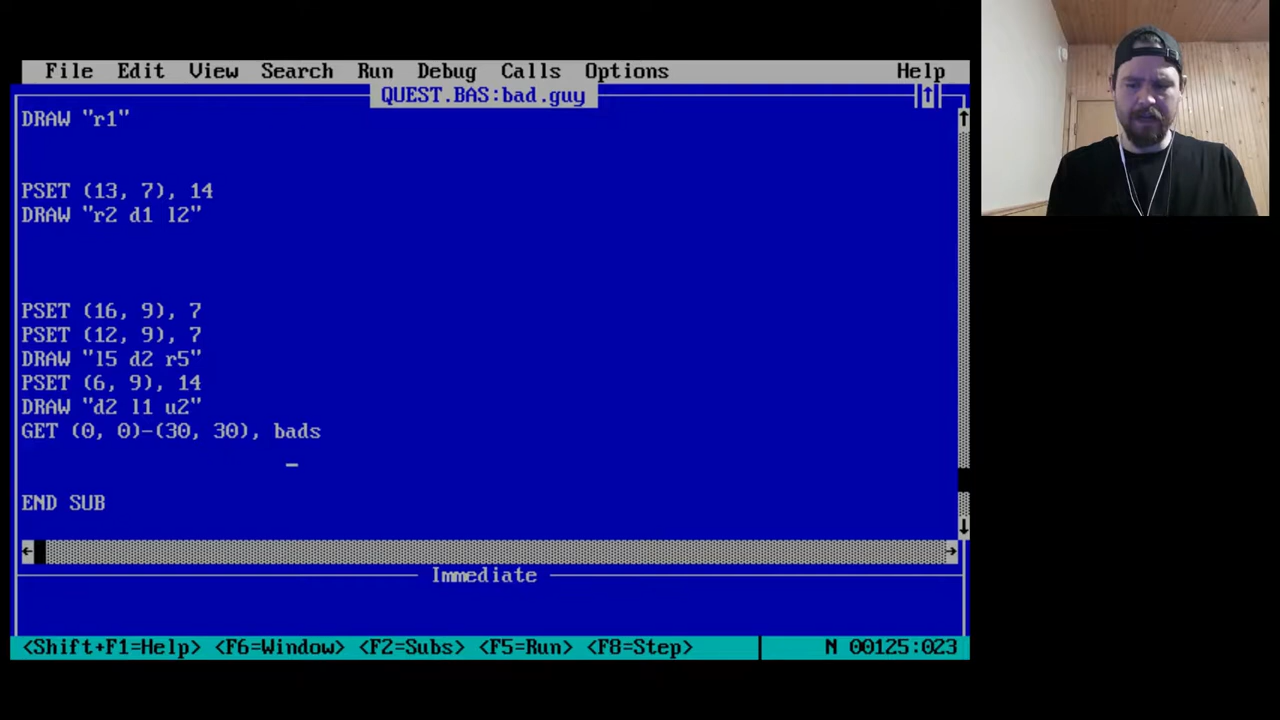 File Edit View Search Run Debug Calls Options Help
QUEST.BAS:bad.guy
DRAW "r1"
PSET (13, 7), 14
DRAW "r2 d1 l2"
PSET (16, 9), 7
PSET (12, 9), 7
DRAW "l5 d2 r5"
PSET (6, 9), 14
DRAW "d2 l1 u2"
GET (0, 0)-(30, 30), bads
END SUB
Immediate
<Shift+F1=Help> <F6=Window> <F2=Subs> <F5=Run> <F8=Step> N 00125:023